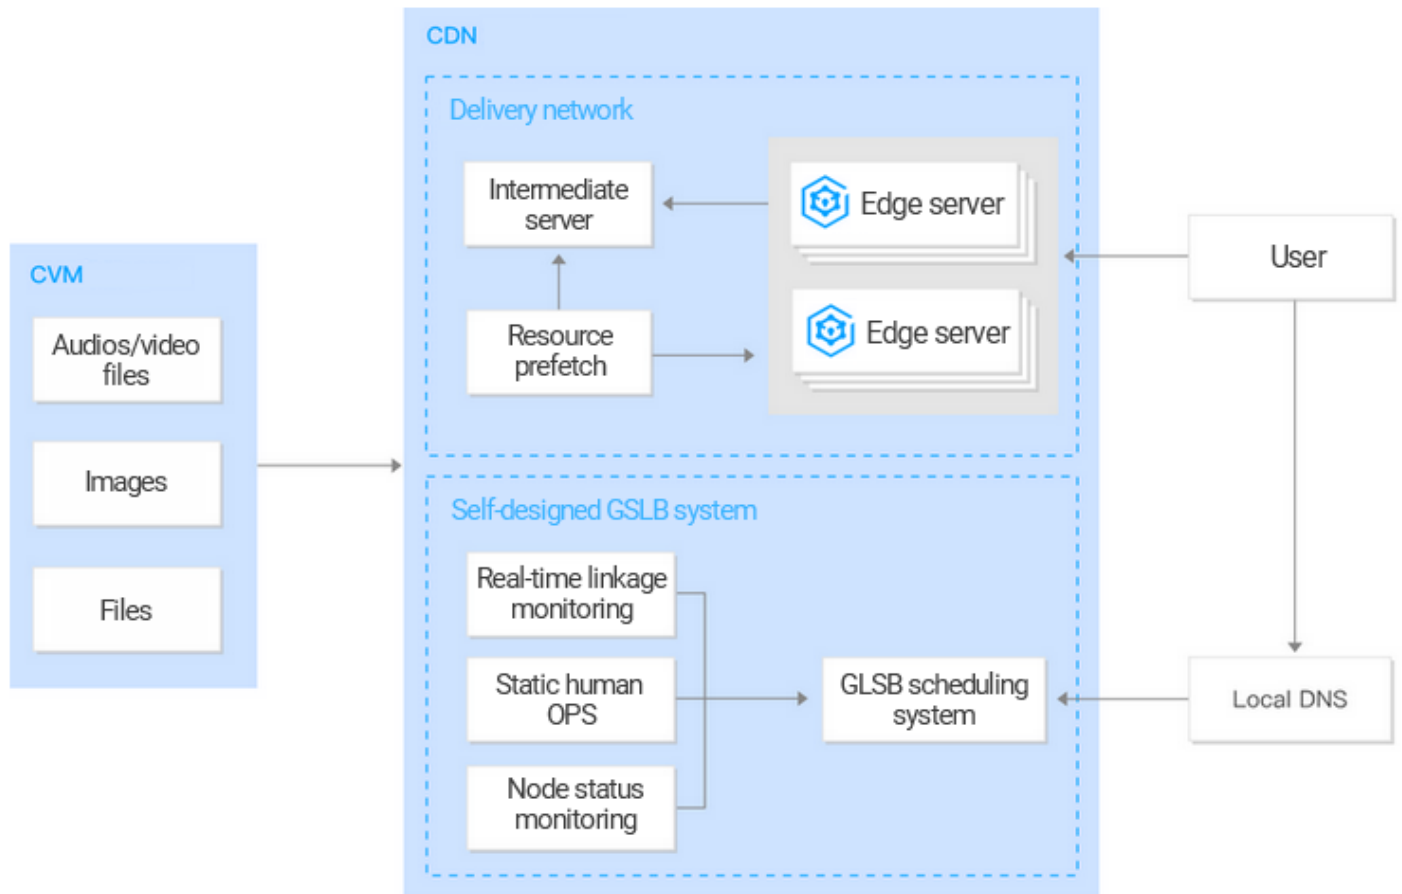 CDN
Delivery network
Intermediate
server
Edge server
Resource
prefetch
Edge server
User
CVM
Audios/video
files
Images
Files
Self-designed GSLB system
Real-time linkage
monitoring
Static human
OPS
Node status
monitoring
GLSB scheduling
system
Local DNS